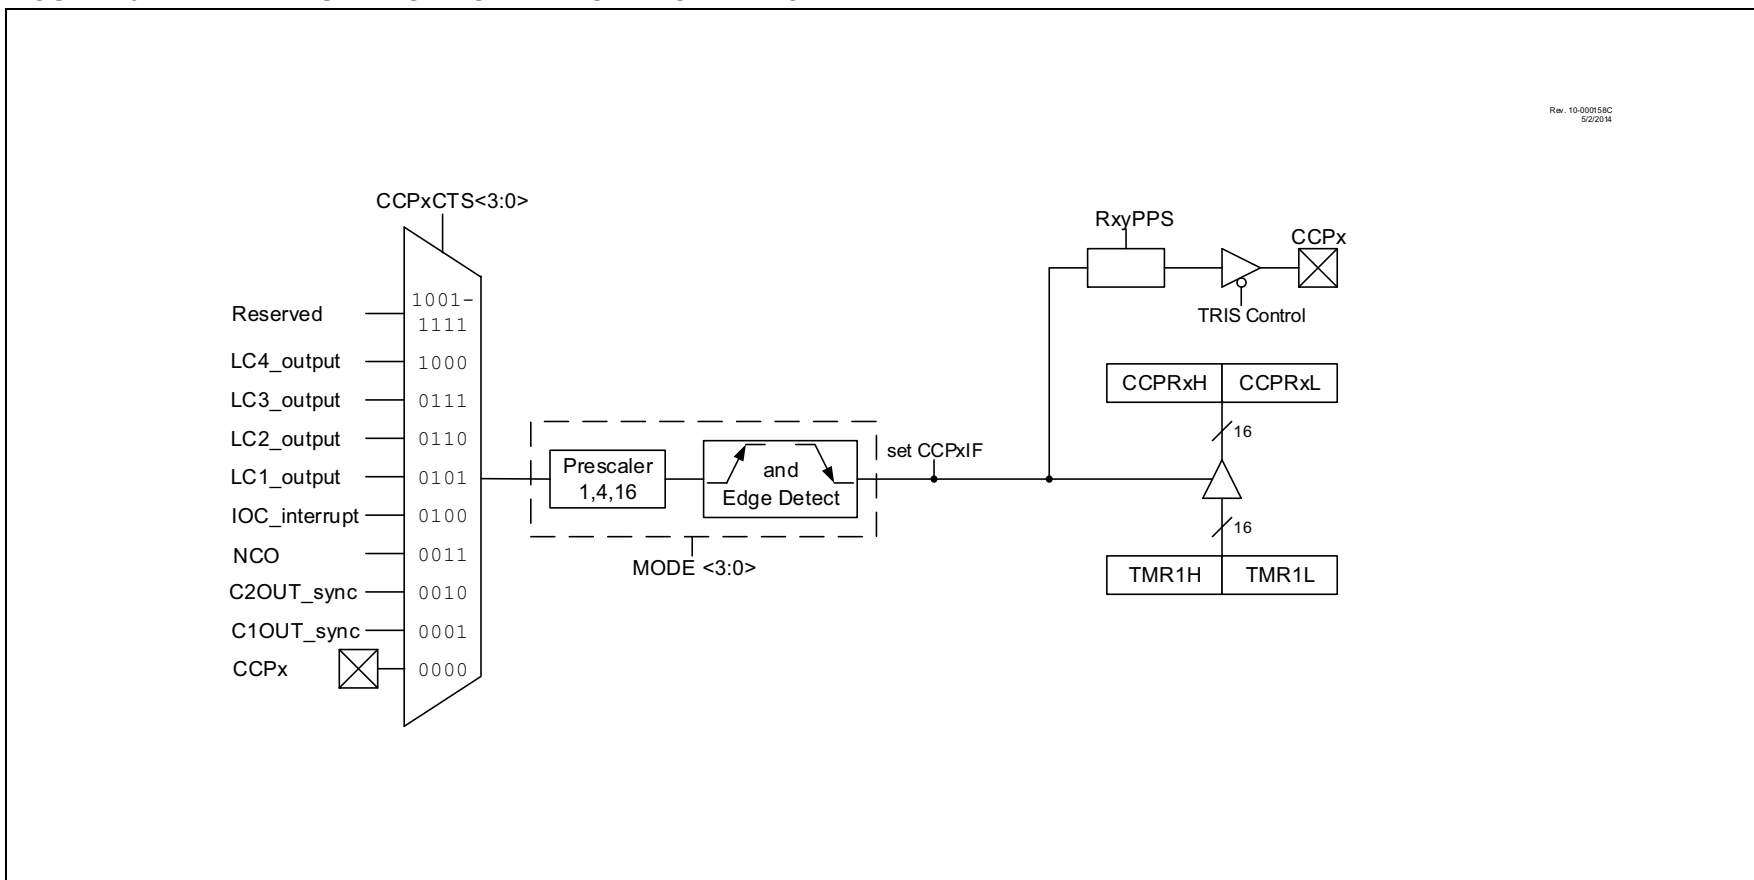 Rev. 10-000158C
5/2/2014
CCPxCTS<3:0>
RxyPPS
CCPx
1001-
1111
Reserved
TRIS Control
LC4_output
1000
CCPRxH
CCPRxL
LC3_output
0111
LC2_output
0110
16
set CCPxIF
Prescaler
1,4,16
and
Edge Detect
LC1_output
0101
IOC_interrupt
0100
16
NCO
0011
MODE <3:0>
TMR1H
TMR1L
C2OUT_sync
0010
C1OUT_sync
0001
CCPx
0000